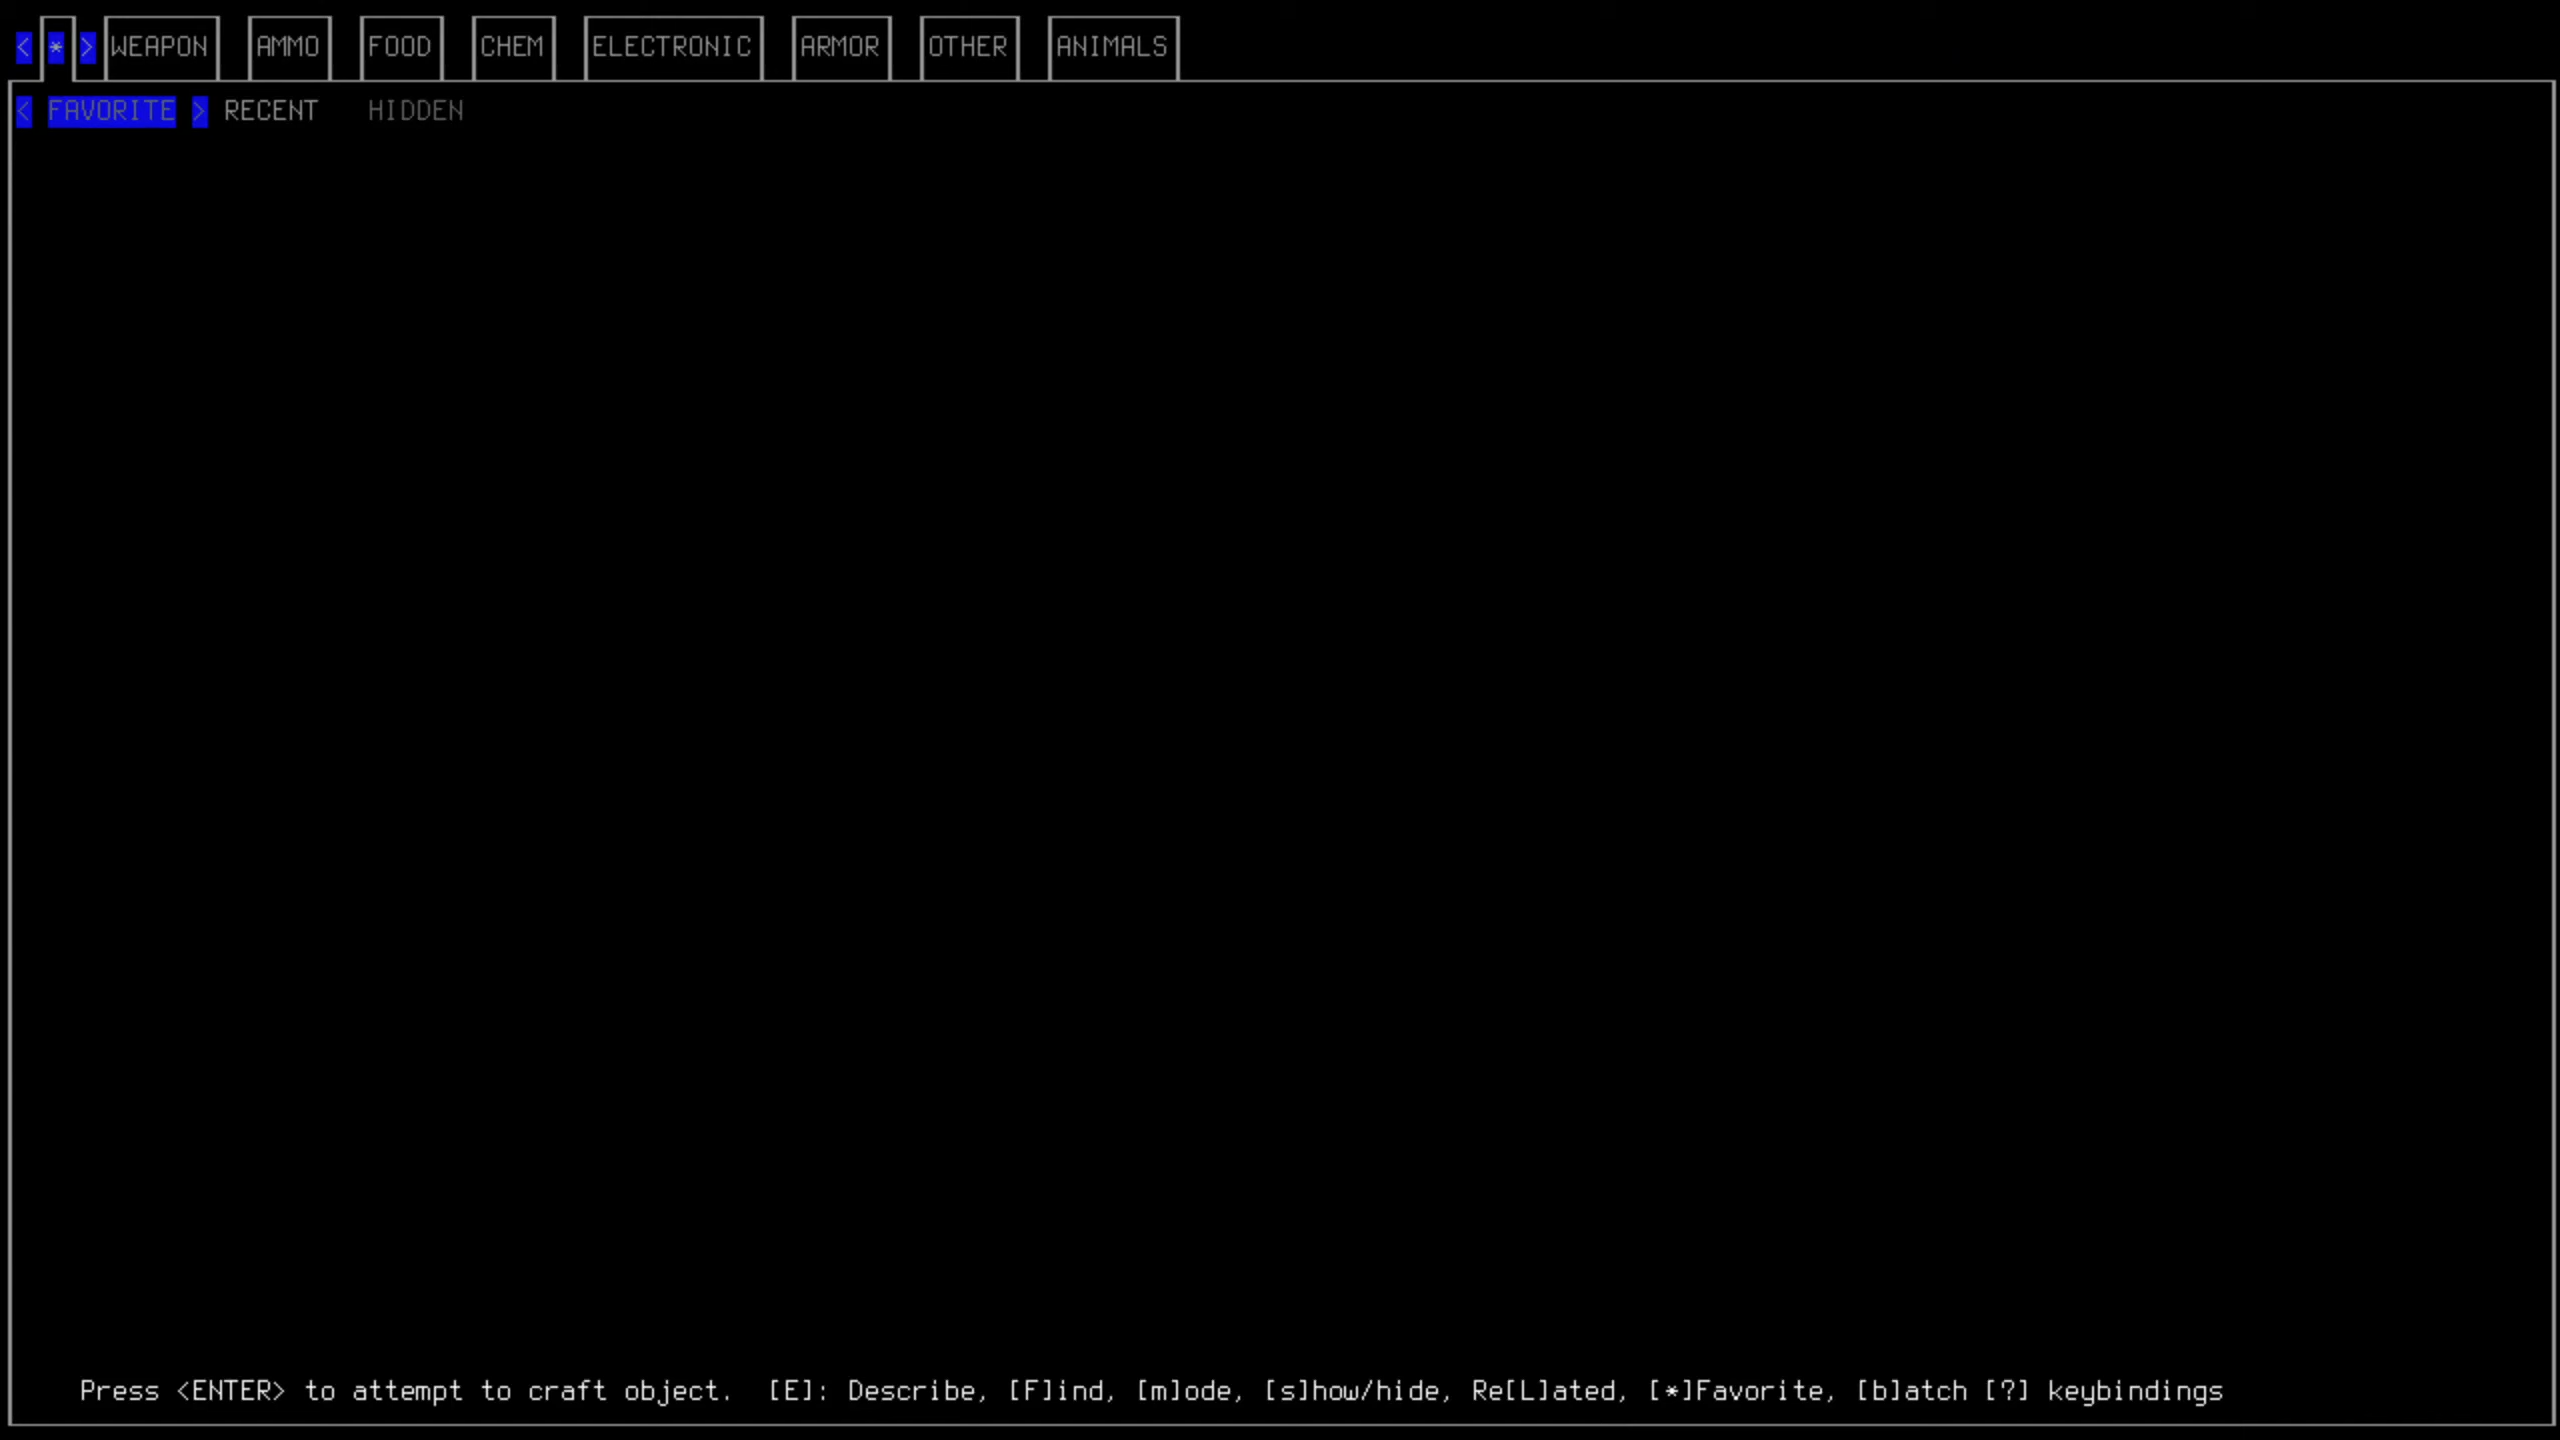 < * > WEAPON AMMO FOOD CHEM ELECTRONIC ARMOR OTHER ANIMALS
< FAVORITE > RECENT HIDDEN
Press <ENTER> to attempt to craft object. [E]: Describe, [F]ind, [m]ode, [s]how/hide, Re[L]ated, [*]Favorite, [b]atch [?] keybindings